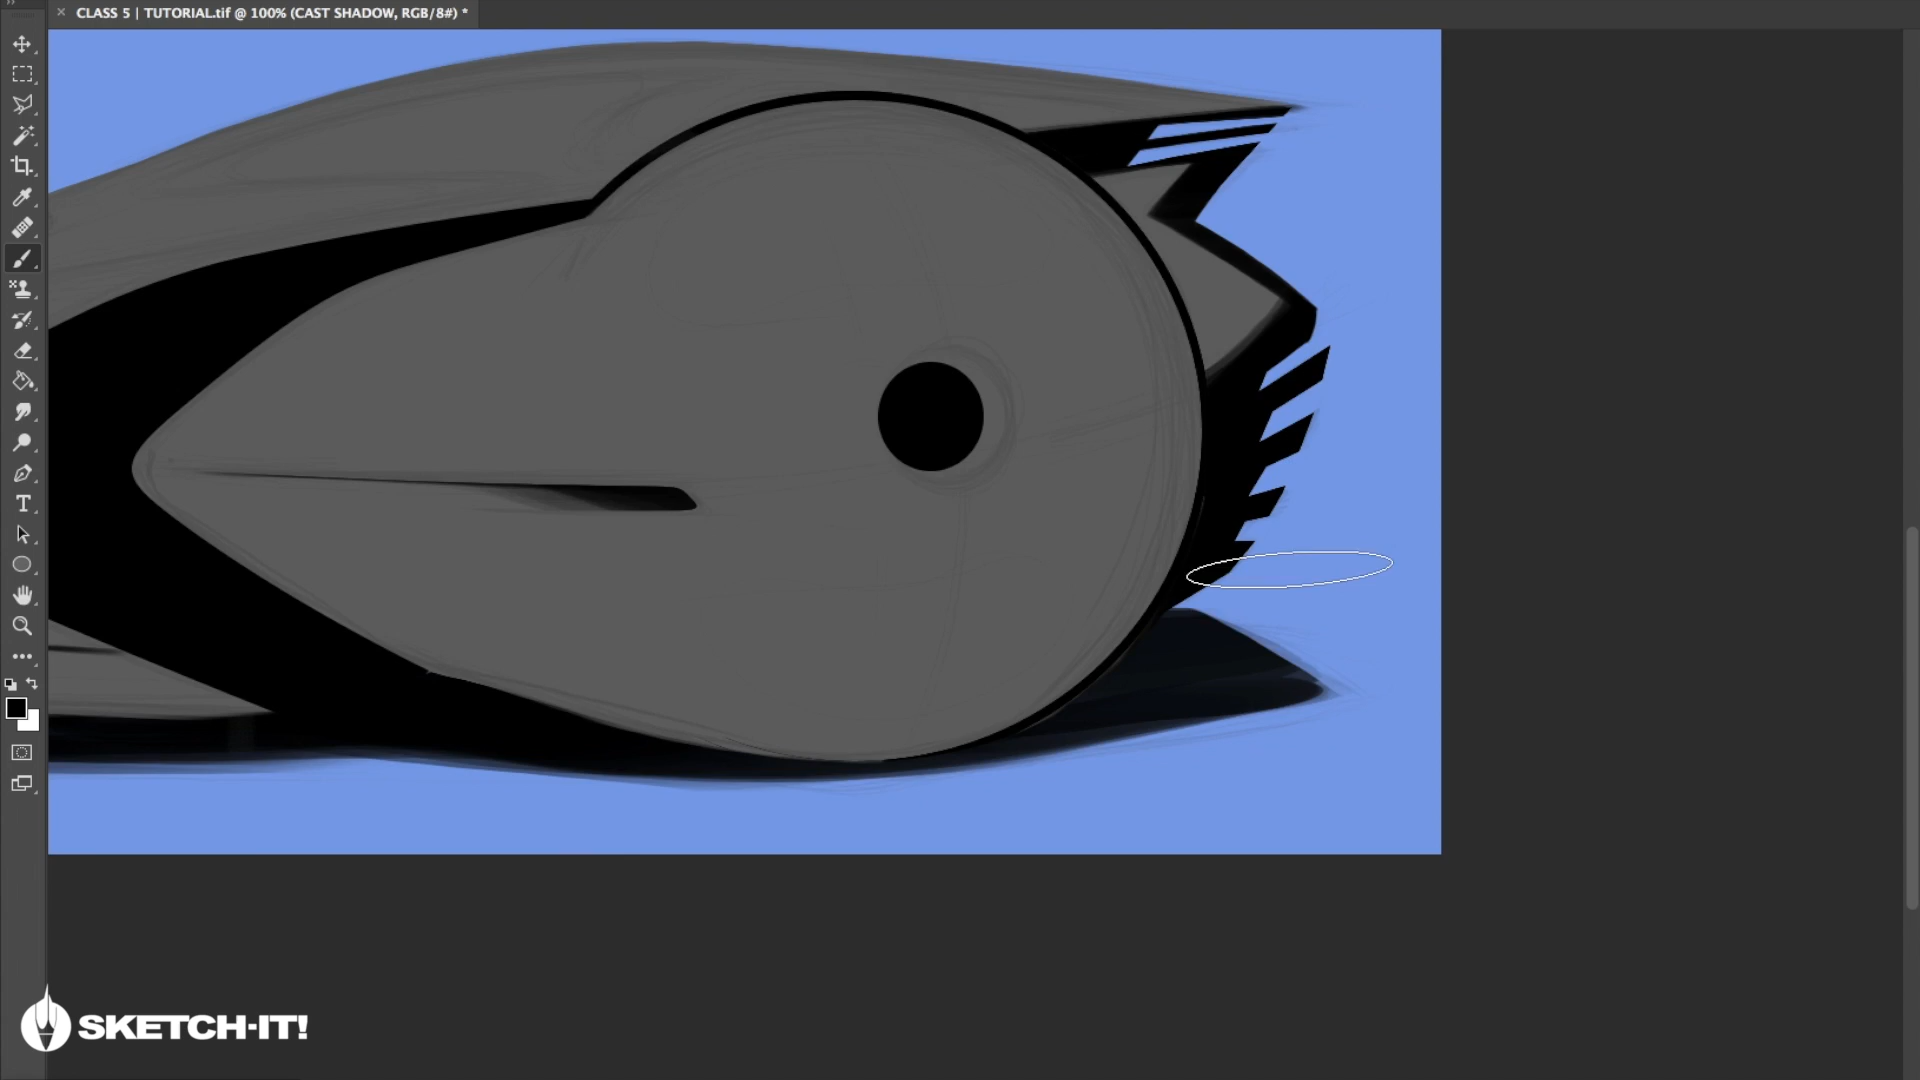 CLASS 5 | TUTORIAL.tif @ 100% (CAST SHADOW, RGB/8#) *
SKETCH-IT!